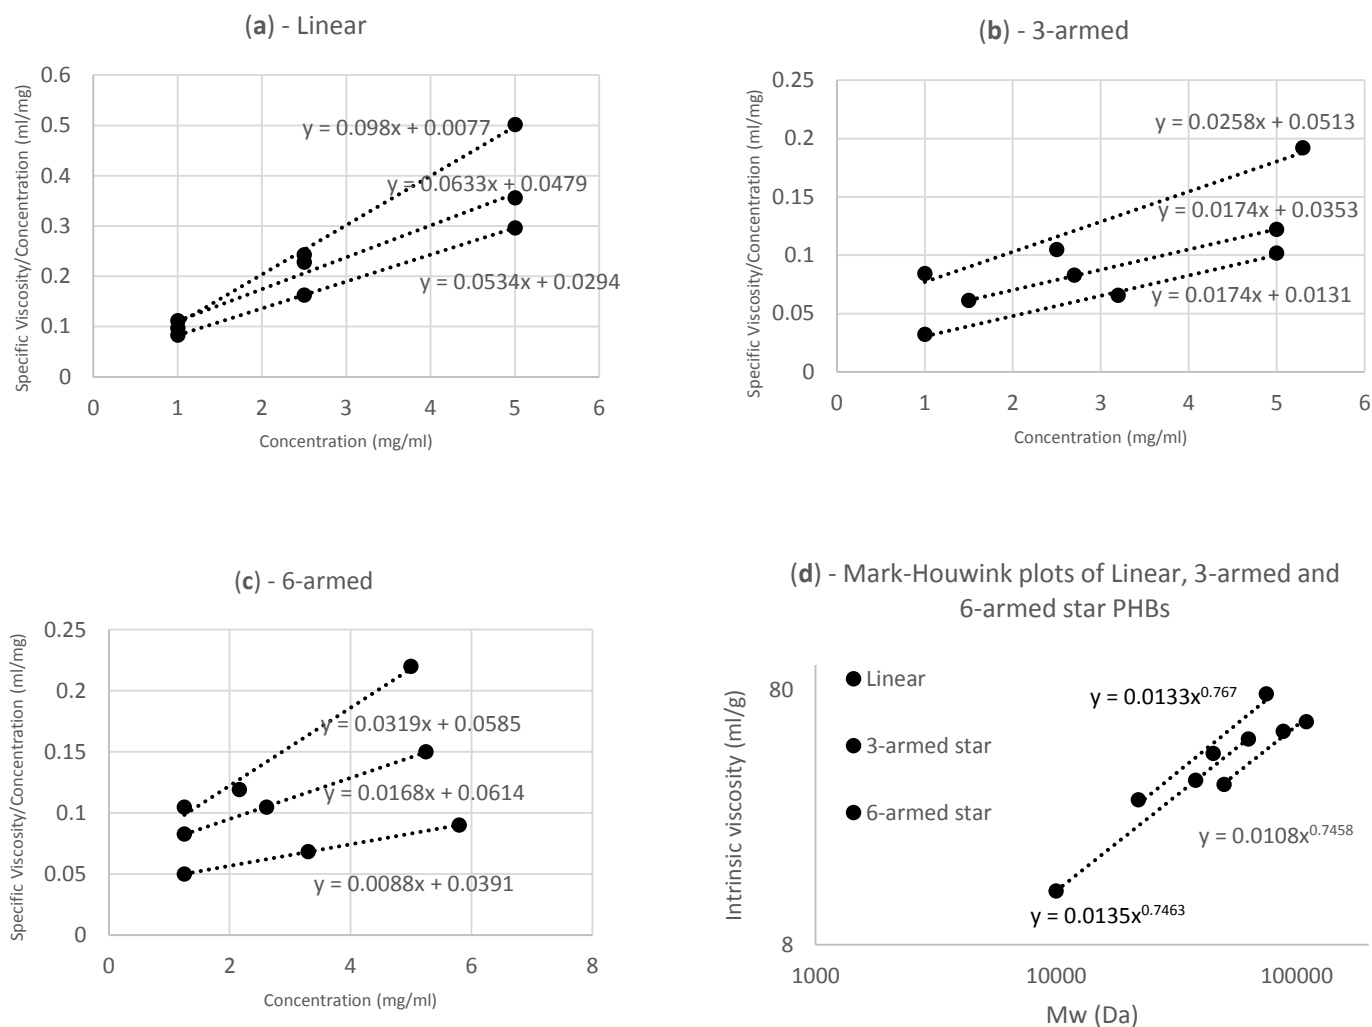 (a) - Linear
Specific Viscosity/Concentration (ml/mg)
0.6
0.5
0.4
0.3
0.2
0.1
0
y = 0.098x + 0.0077
y = 0.0633x + 0.0479
y = 0.0534x + 0.0294
0 1 2 3 4 5 6
Concentration (mg/ml)
(b) - 3-armed
Specific Viscosity/Concentration (ml/mg)
0.25
0.2
0.15
0.1
0.05
0
y = 0.0258x + 0.0513
y = 0.0174x + 0.0353
y = 0.0174x + 0.0131
0 1 2 3 4 5 6
Concentration (mg/ml)
(c) - 6-armed
Specific Viscosity/Concentration (ml/mg)
0.25
0.2
0.15
0.1
0.05
0
y = 0.0319x + 0.0585
y = 0.0168x + 0.0614
y = 0.0088x + 0.0391
0 2 4 6 8
Concentration (mg/ml)
(d) - Mark-Houwink plots of Linear, 3-armed and
6-armed star PHBs
Intrinsic viscosity (ml/g)
80
8
Linear
3-armed star
6-armed star
y = 0.0133x^0.767
y = 0.0108x^0.7458
y = 0.0135x^0.7463
1000 10000 100000
Mw (Da)